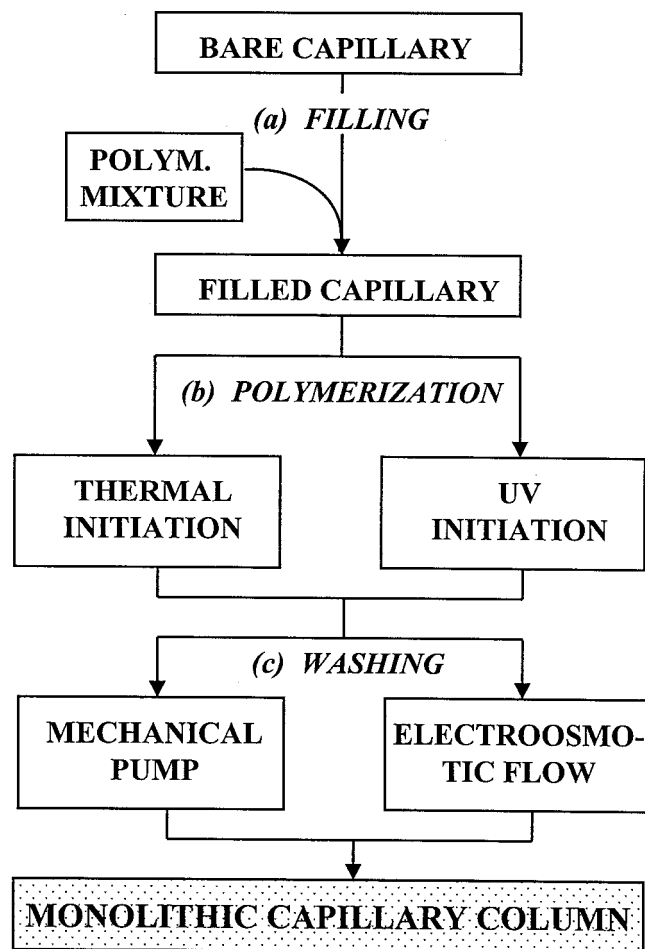 BARE CAPILLARY
(a) FILLING
POLYM.
MIXTURE
FILLED CAPILLARY
(b) POLYMERIZATION
THERMAL
INITIATION
UV
INITIATION
(c) WASHING
MECHANICAL
PUMP
ELECTROOSMO-
TIC FLOW
MONOLITHIC CAPILLARY COLUMN